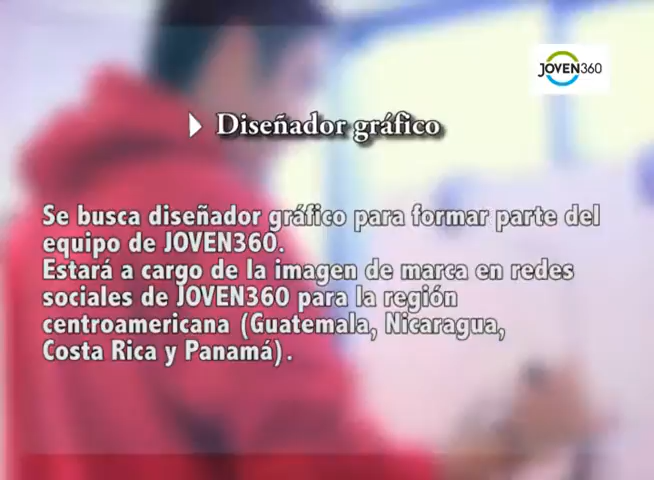 JOVEN360
Diseñador gráfico
Se busca diseñador gráfico para formar parte del
equipo de JOVEN360.
Estará a cargo de la imagen de marca en redes
sociales de JOVEN360 para la región
centroamericana (Guatemala, Nicaragua,
Costa Rica y Panamá).